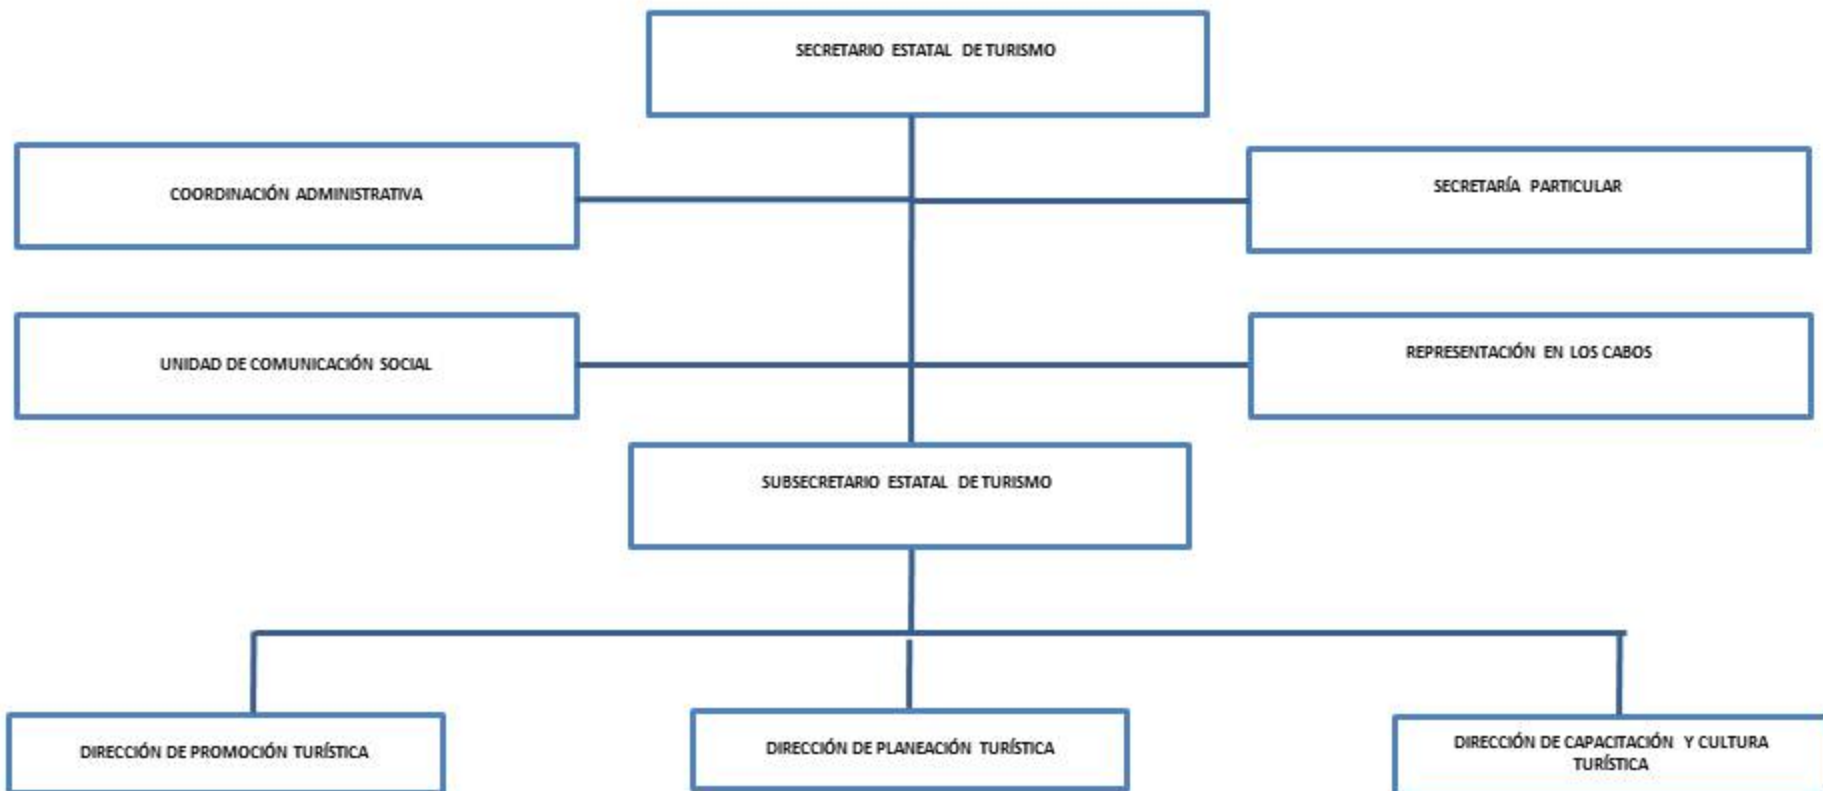 SECRETARIO ESTATAL DE TURISMO
COORDINACIÓN ADMINISTRATIVA
SECRETARÍA PARTICULAR
UNIDAD DE COMUNICACIÓN SOCIAL
REPRESENTACIÓN EN LOS CABOS
SUBSECRETARIO ESTATAL DE TURISMO
DIRECCIÓN DE PROMOCIÓN TURÍSTICA
DIRECCIÓN DE PLANEACIÓN TURÍSTICA
DIRECCIÓN DE CAPACITACIÓN Y CULTURA
TURÍSTICA